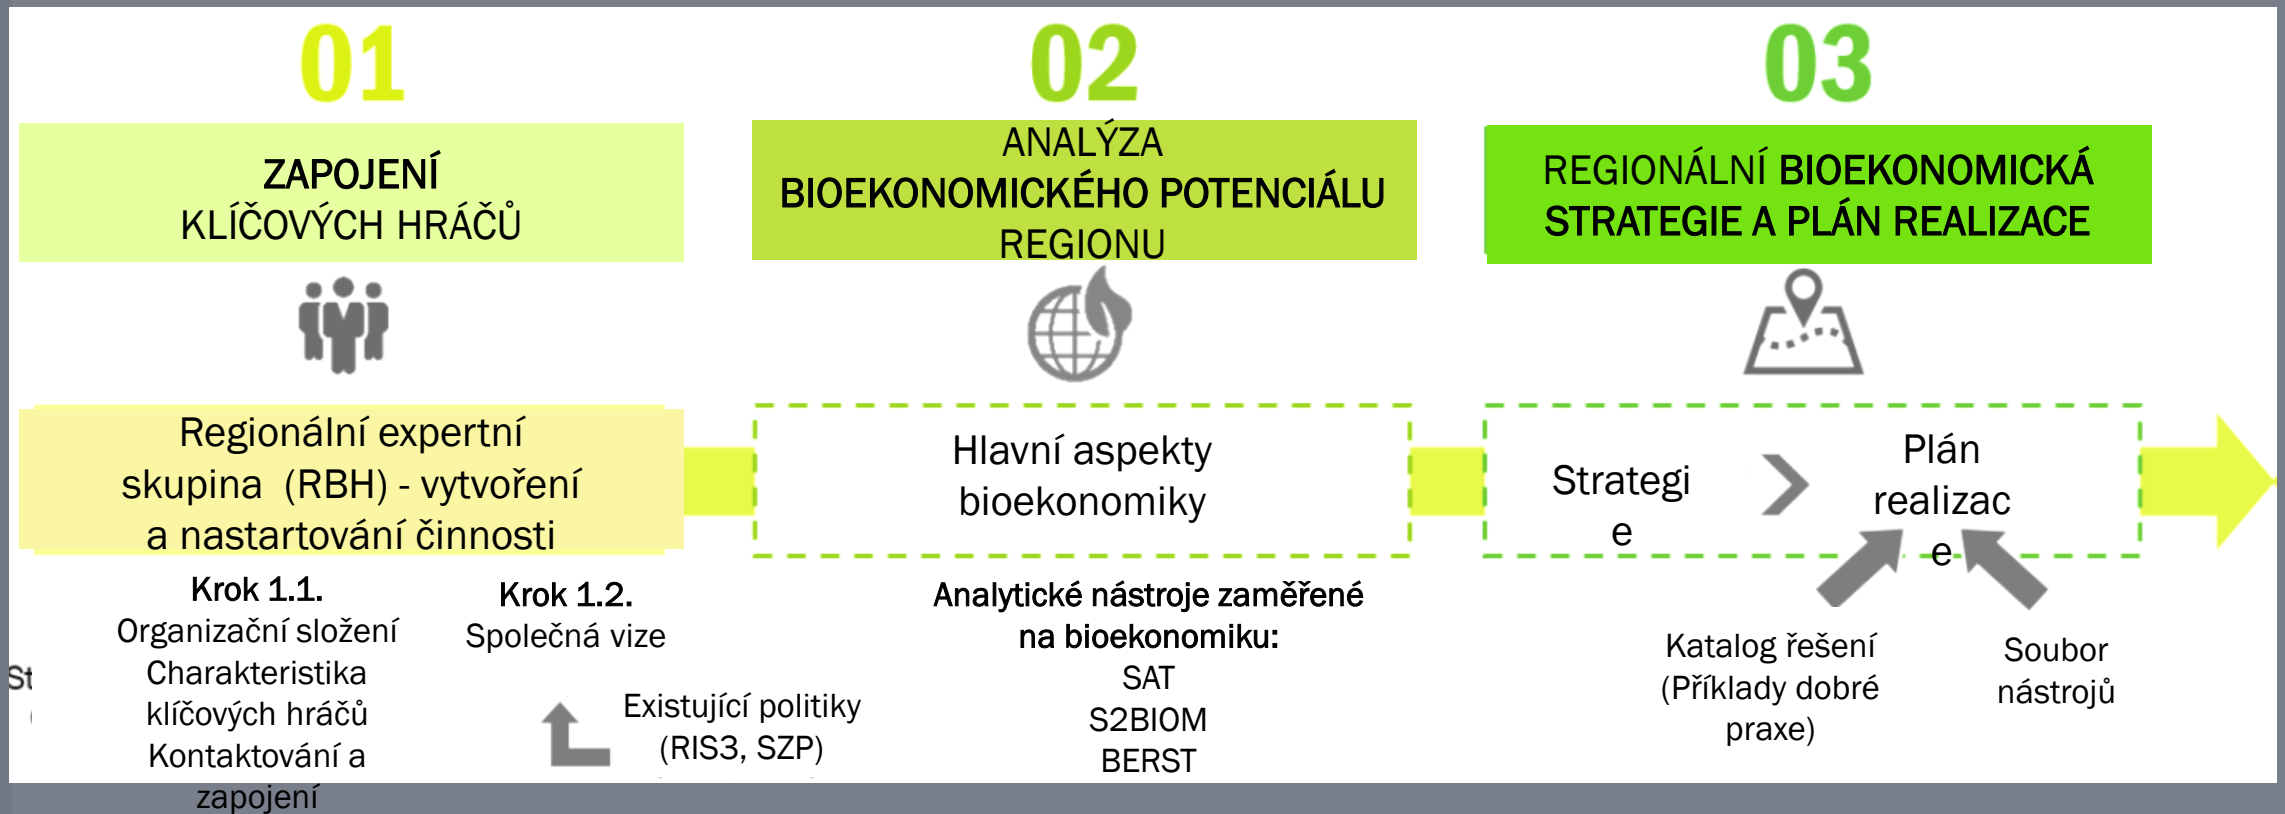 01
ZAPOJENÍ
KLÍČOVÝCH HRÁČŮ
Regionální expertní
skupina (RBH) - vytvoření
a nastartování činnosti
Krok 1.1.
Organizační složení
Charakteristika
klíčových hráčů
Kontaktování a
zapojení
Krok 1.2.
Společná vize
Existující politiky
(RIS3, SZP)
02
ANALÝZA
BIOEKONOMICKÉHO POTENCIÁLU
REGIONU
Hlavní aspekty
bioekonomiky
Analytické nástroje zaměřené
na bioekonomiku:
SAT
S2BIOM
BERST
03
REGIONÁLNÍ BIOEKONOMICKÁ
STRATEGIE A PLÁN REALIZACE
Strategi
e
Plán
realizac
e
Katalog řešení
(Příklady dobré
praxe)
Soubor
nástrojů